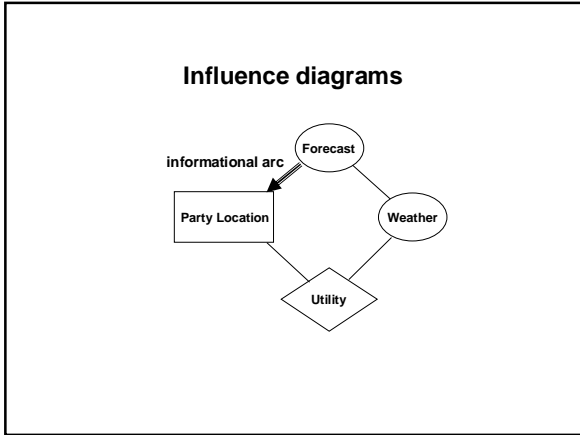 Influence diagrams
Forecast
informational arc
Party Location
Weather
Utility